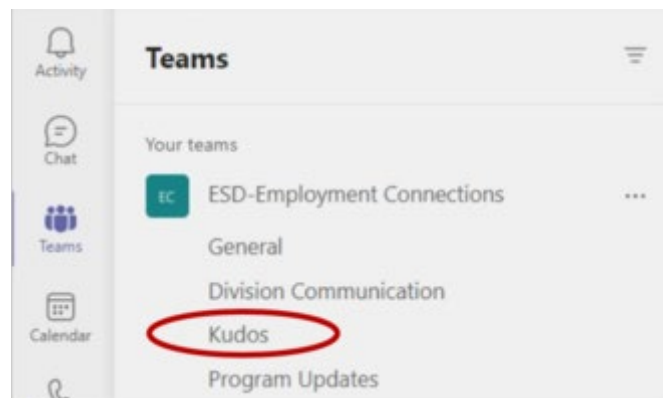 Activity
Chat
Teams
Calendar
Teams
Your teams
EC
ESD-Employment Connections
General
Division Communication
Kudos
Program Updates